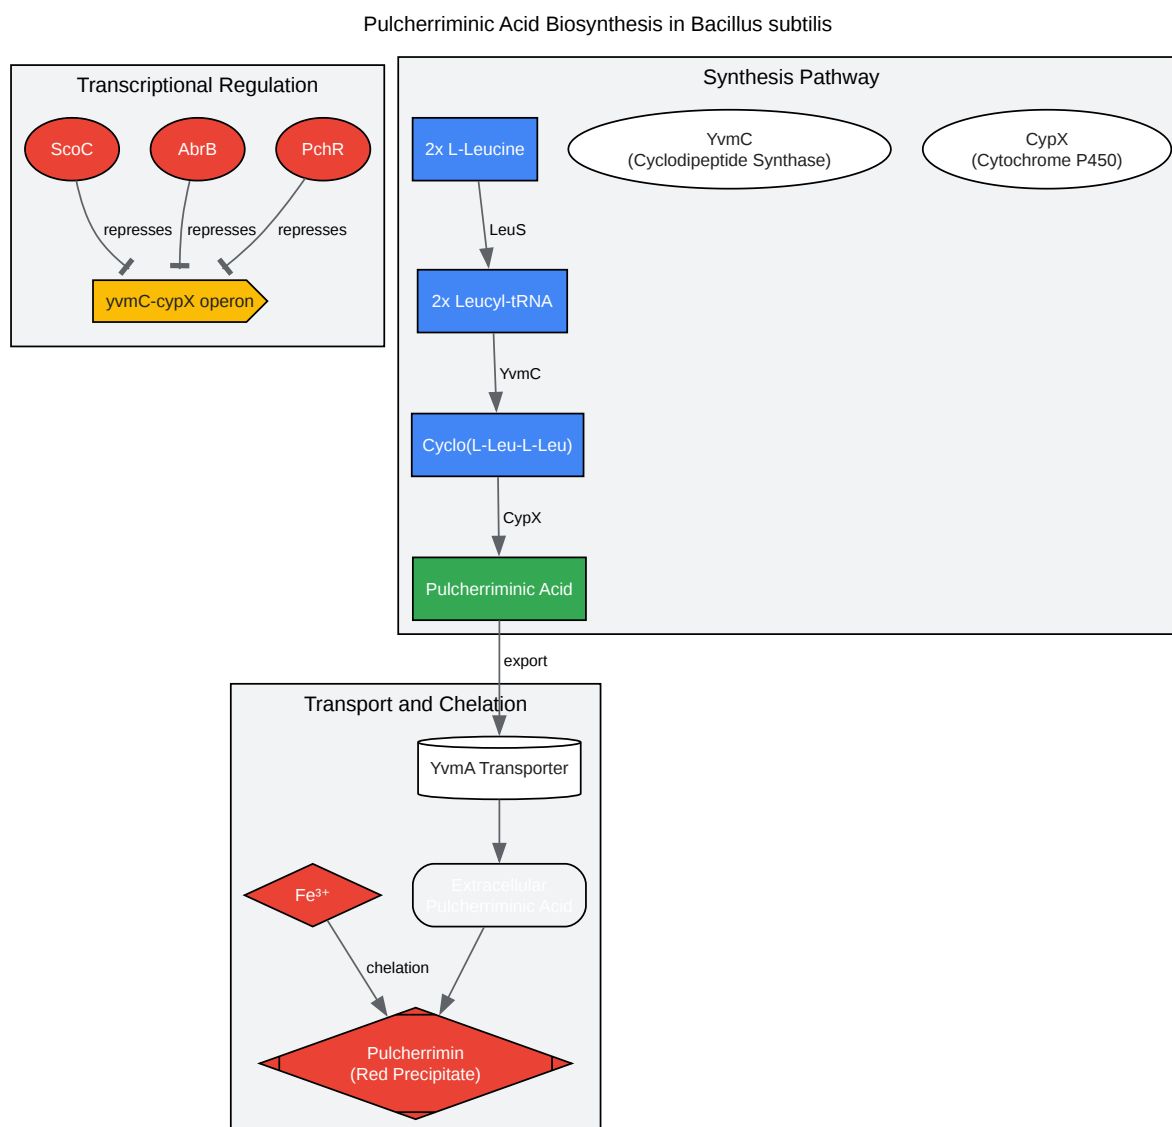 Pulcherriminic Acid Biosynthesis in Bacillus subtilis
Transcriptional Regulation
ScoC
AbrB
PchR
represses
represses
represses
yvmC-cypX operon
Synthesis Pathway
2x L-Leucine
YvmC
(Cyclodipeptide Synthase)
CypX
(Cytochrome P450)
LeuS
2x Leucyl-tRNA
YvmC
Cyclo(L-Leu-L-Leu)
CypX
Pulcherriminic Acid
export
Transport and Chelation
YvmA Transporter
Fe³⁺
Extracellular
Pulcherriminic Acid
chelation
Pulcherrimin
(Red Precipitate)